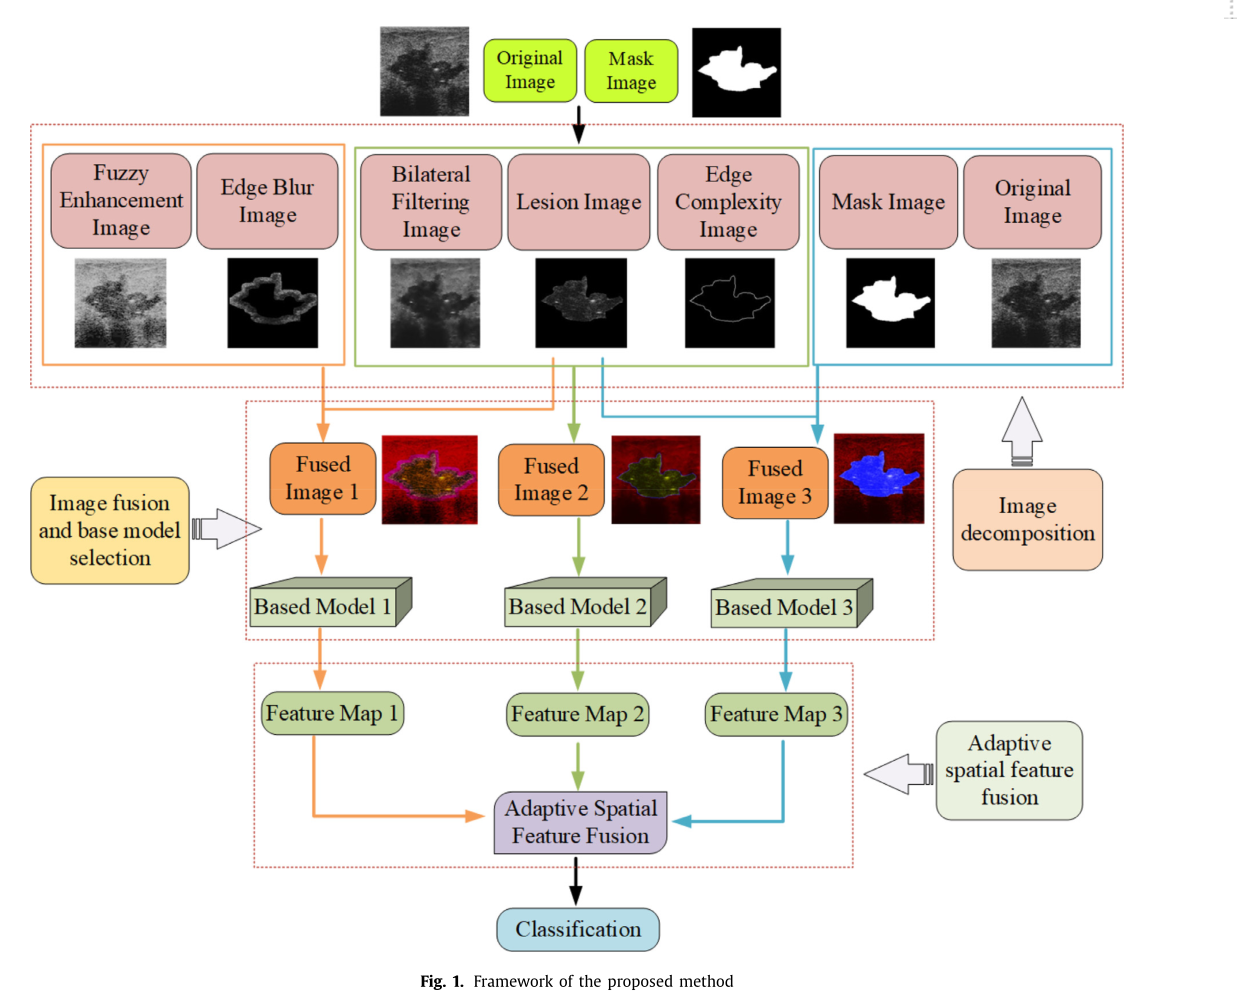 Original
Image
Mask
Image
Fuzzy
Enhancement
Image
Edge Blur
Image
Bilateral
Filtering
Image
Lesion Image
Edge
Complexity
Image
Mask Image
Original
Image
Fused
Image 1
Fused
Image 2
Fused
Image 3
Image fusion
and base model
selection
Image
decomposition
Based Model 1
Based Model 2
Based Model 3
Feature Map 1
Feature Map 2
Feature Map 3
Adaptive
spatial feature
fusion
Adaptive Spatial
Feature Fusion
Classification
Fig. 1. Framework of the proposed method